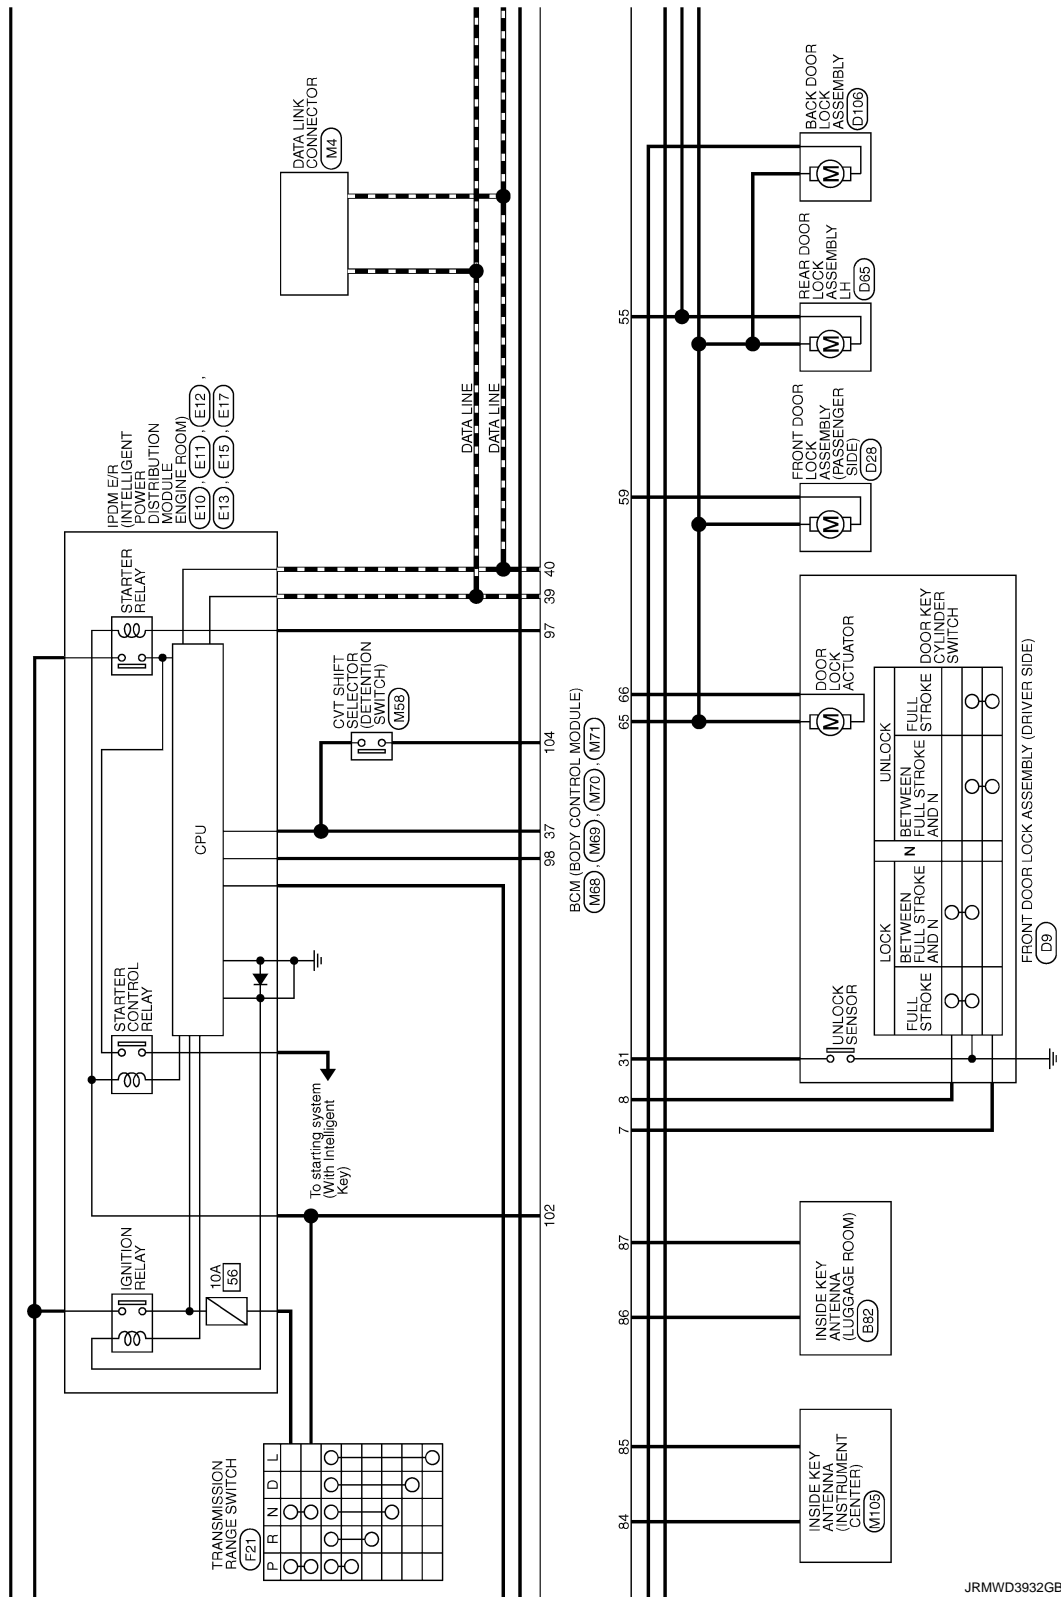 TRANSMISSION
RANGE SWITCH
F21
P R N D L
IGNITION
RELAY
10A
56
STARTER
CONTROL
RELAY
To starting system
(With Intelligent
Key)
CPU
STARTER
RELAY
IPDM E/R
(INTELLIGENT
POWER
DISTRIBUTION
MODULE
ENGINE ROOM)
E10 , E11 , E12 ,
E13 , E15 , E17
CVT SHIFT
SELECTOR
(DETENTION
SWITCH)
M58
DATA LINE
DATA LINE
DATA LINK
CONNECTOR
M4
102
98
37
104
97
39
40
BCM (BODY CONTROL MODULE)
M68 , M69 , M70 , M71
84
85
86
87
7
8
31
65
66
59
55
INSIDE KEY
ANTENNA
(INSTRUMENT
CENTER)
M105
INSIDE KEY
ANTENNA
(LUGGAGE ROOM)
B82
UNLOCK
SENSOR
LOCK
N
UNLOCK
FULL
STROKE
BETWEEN
FULL STROKE
AND N
BETWEEN
FULL STROKE
AND N
FULL
STROKE
DOOR KEY
CYLINDER
SWITCH
DOOR
LOCK
ACTUATOR
M
FRONT DOOR LOCK ASSEMBLY (DRIVER SIDE)
D9
FRONT DOOR
LOCK
ASSEMBLY
(PASSENGER
SIDE)
D28
M
REAR DOOR
LOCK
ASSEMBLY
LH
D65
M
BACK DOOR
LOCK
ASSEMBLY
D106
M
JRMWD3932GB